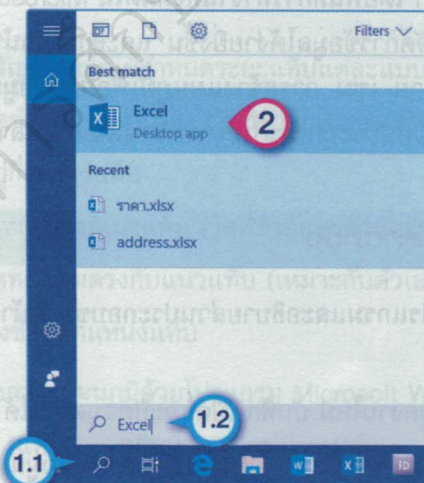 Filters
Best match
Excel
Desktop app
2
Recent
ราคา.xlsx
address.xlsx
Excel
1.2
1.1